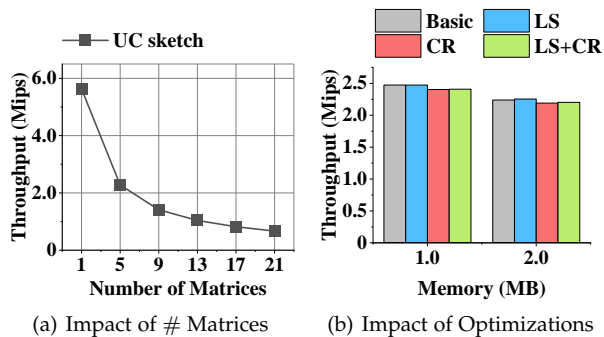 UC sketch
Throughput (Mips)
6.0
4.0
2.0
0.0
1 5 9 13 17 21
Number of Matrices
(a) Impact of # Matrices
Basic LS
CR LS+CR
Throughput (Mips)
2.5
2.0
1.5
1.0
0.5
0
1.0 2.0
Memory (MB)
(b) Impact of Optimizations